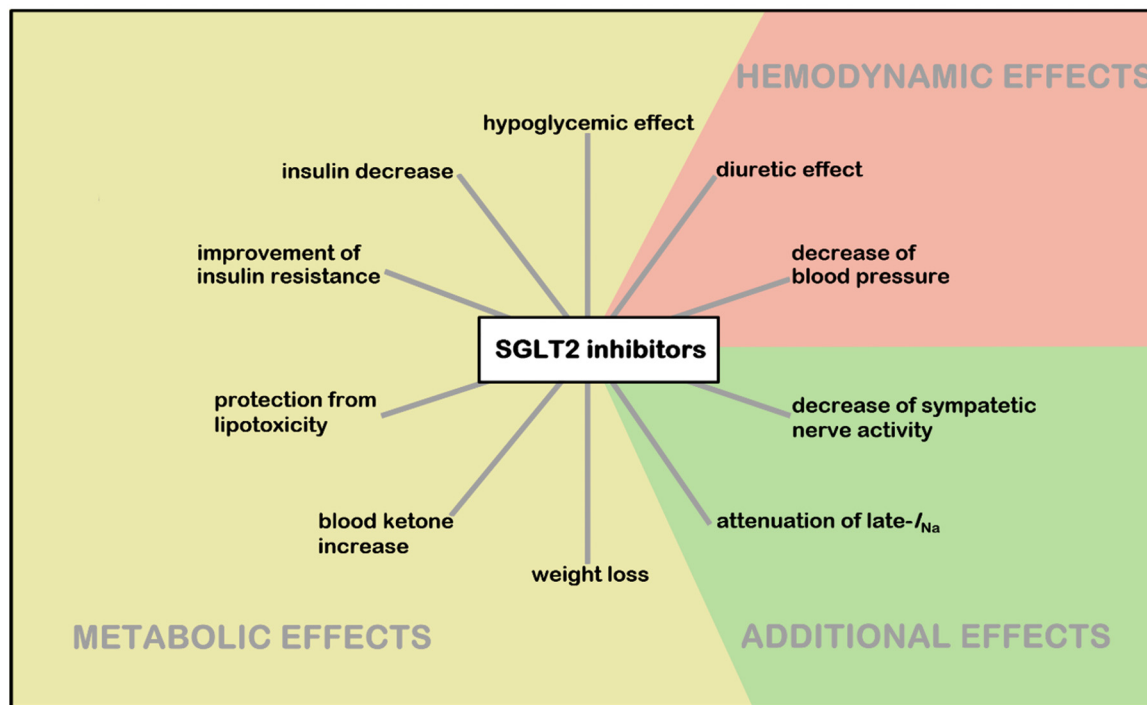 HEMODYNAMIC EFFECTS
hypoglycemic effect
insulin decrease
diuretic effect
improvement of
insulin resistance
decrease of
blood pressure
SGLT2 inhibitors
protection from
lipotoxicity
decrease of sympatetic
nerve activity
blood ketone
increase
attenuation of late-INa
weight loss
METABOLIC EFFECTS
ADDITIONAL EFFECTS